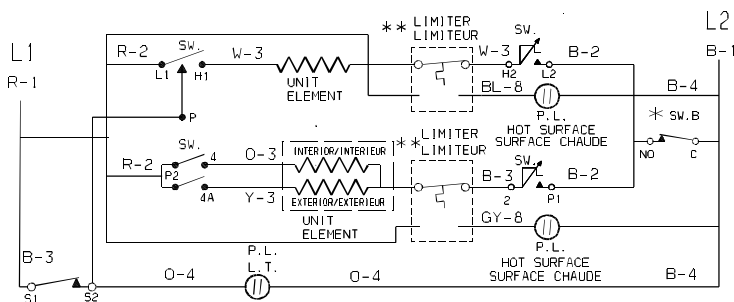 L1
R-1
** LIMITER
LIMITEUR
L2
B-1
R-2
SW.
L1
H1
W-3
UNIT
ELEMENT
W-3
SW.
H2
L2
B-2
BL-8
B-4
P.L.
HOT SURFACE
SURFACE CHAUDE
* SW.B
NO
C
P
R-2
SW.
P2
4
4A
O-3
Y-3
INTERIOR/INTERIEUR
EXTERIOR/EXTERIEUR
UNIT
ELEMENT
**LIMITER
LIMITEUR
B-3
SW.
2
P1
B-2
GY-8
P.L.
HOT SURFACE
SURFACE CHAUDE
B-3
S1
S2
O-4
P.L.
L.T.
O-4
B-4